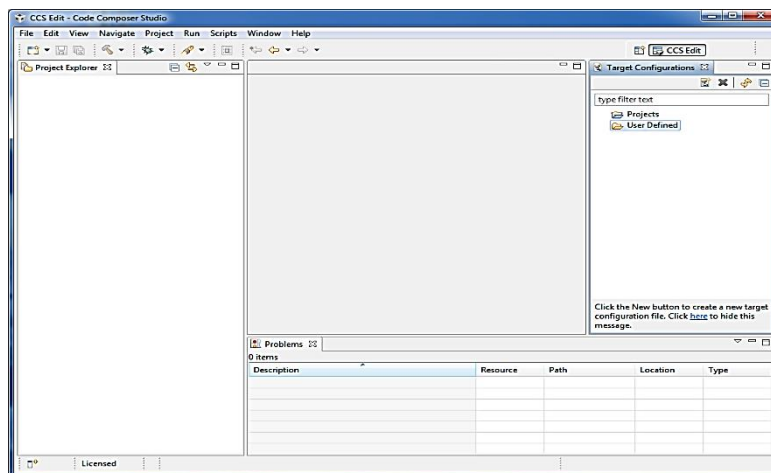 CCS Edit - Code Composer Studio
File Edit View Navigate Project Run Scripts Window Help
CCS Edit
Project Explorer
Target Configurations
type filter text
Projects
User Defined
Click the New button to create a new target
configuration file. Click here to hide this
message.
Problems
0 items
Description Resource Path Location Type
Licensed